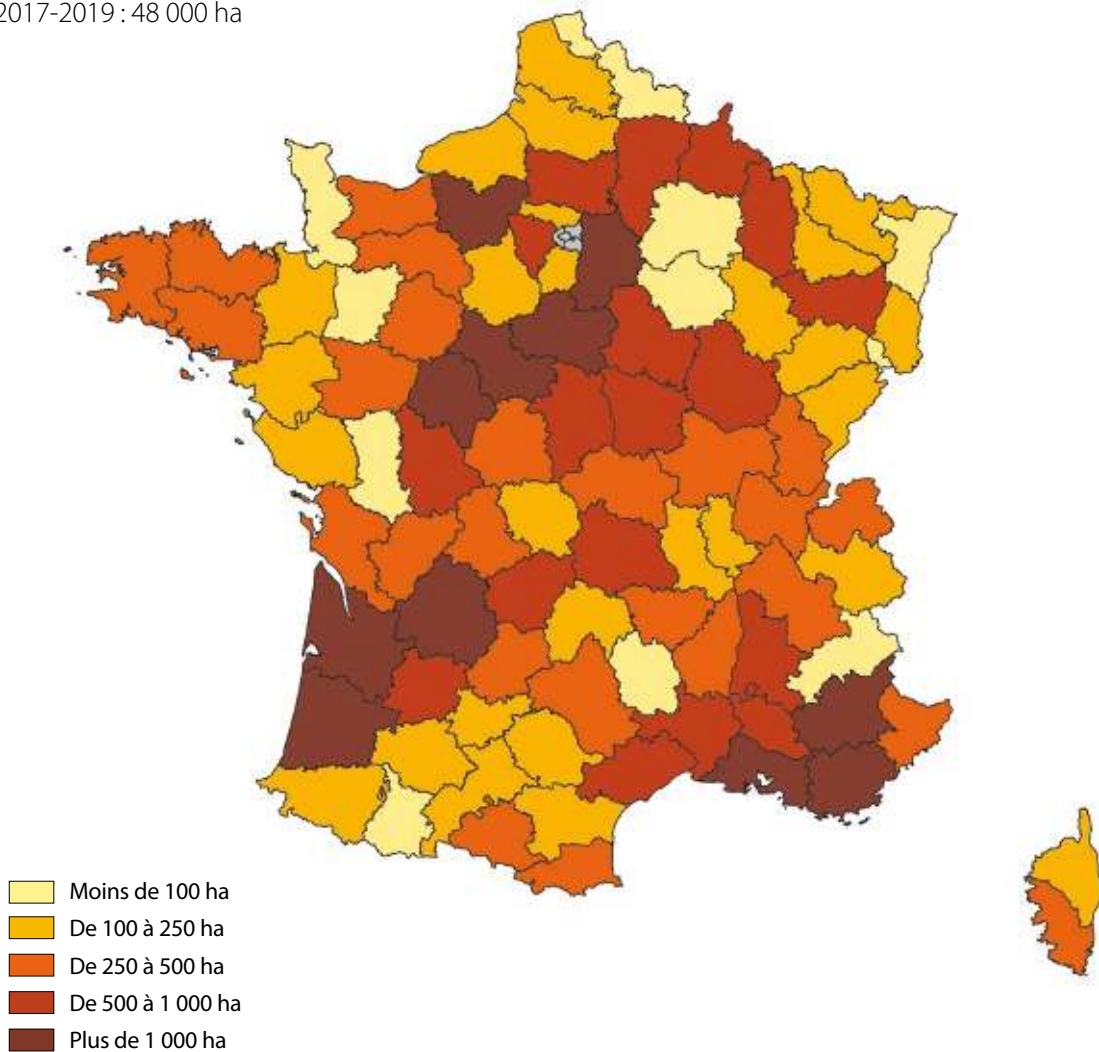 2017-2019 : 48 000 ha
Moins de 100 ha
De 100 à 250 ha
De 250 à 500 ha
De 500 à 1 000 ha
Plus de 1 000 ha